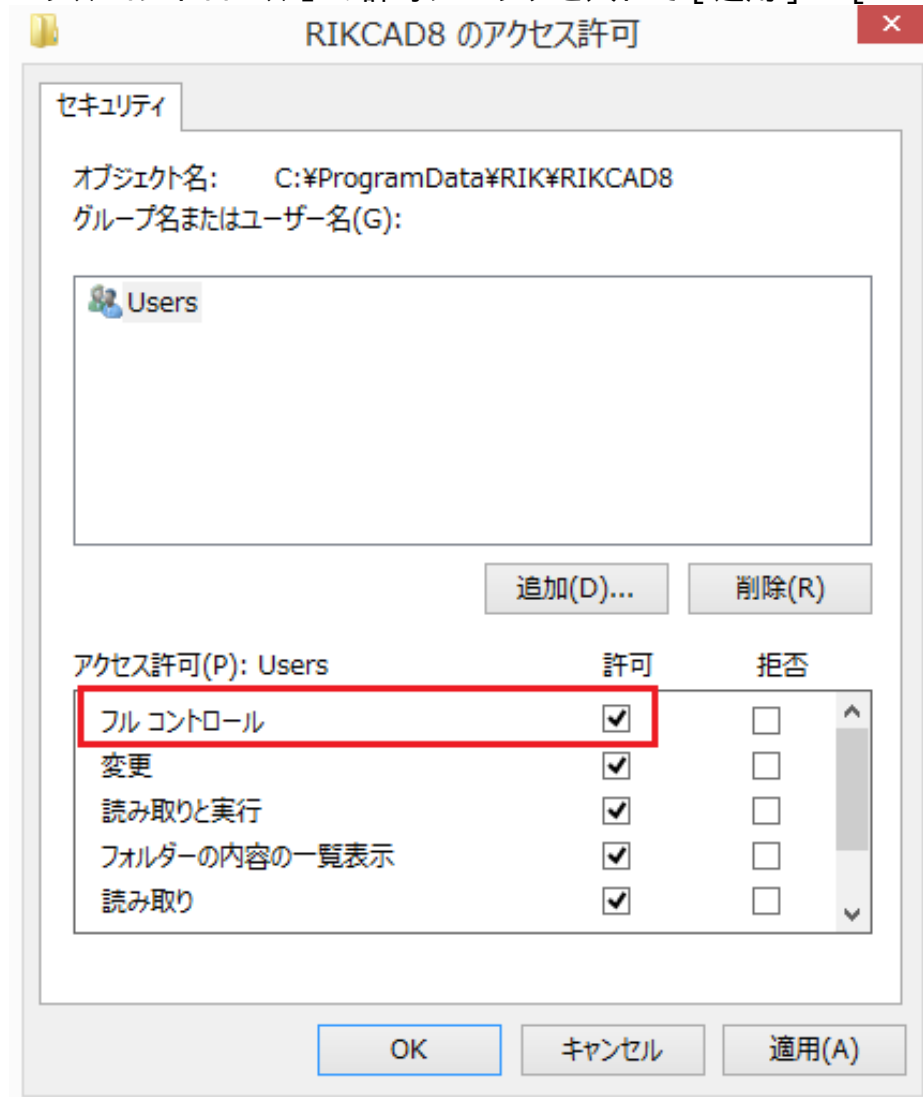 RIKCAD8 のアクセス許可
セキュリティ
オブジェクト名: C:¥ProgramData¥RIK¥RIKCAD8
グループ名またはユーザー名(G):
Users
追加(D)... 削除(R)
アクセス許可(P): Users 許可 拒否
フル コントロール
変更
読み取りと実行
フォルダーの内容の一覧表示
読み取り
OK キャンセル 適用(A)